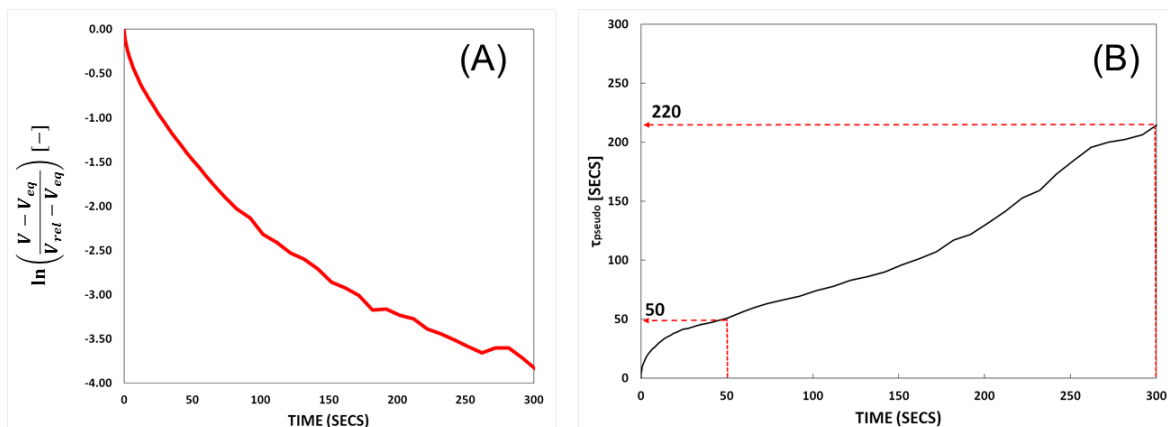 (A)
ln((V − V_eq)/(V_rel − V_eq)) [−]
0.00
-0.50
-1.00
-1.50
-2.00
-2.50
-3.00
-3.50
-4.00
0 50 100 150 200 250 300
TIME (SECS)
(B)
τpseudo [SECS]
300
250
200
150
100
50
0
220
50
0 50 100 150 200 250 300
TIME (SECS)